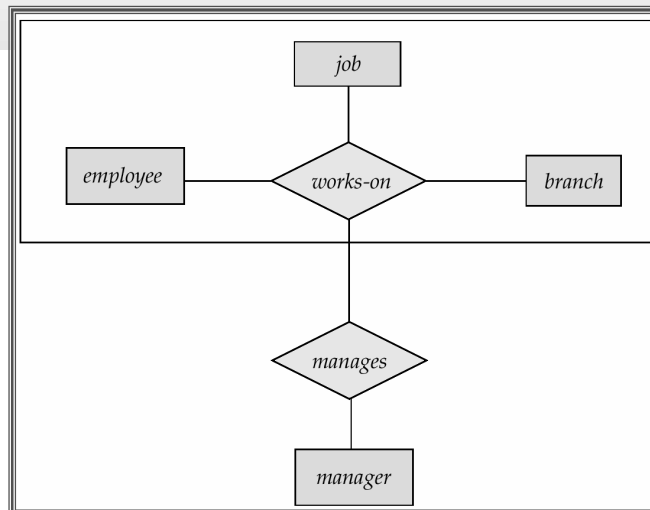 job
employee
works-on
branch
manages
manager